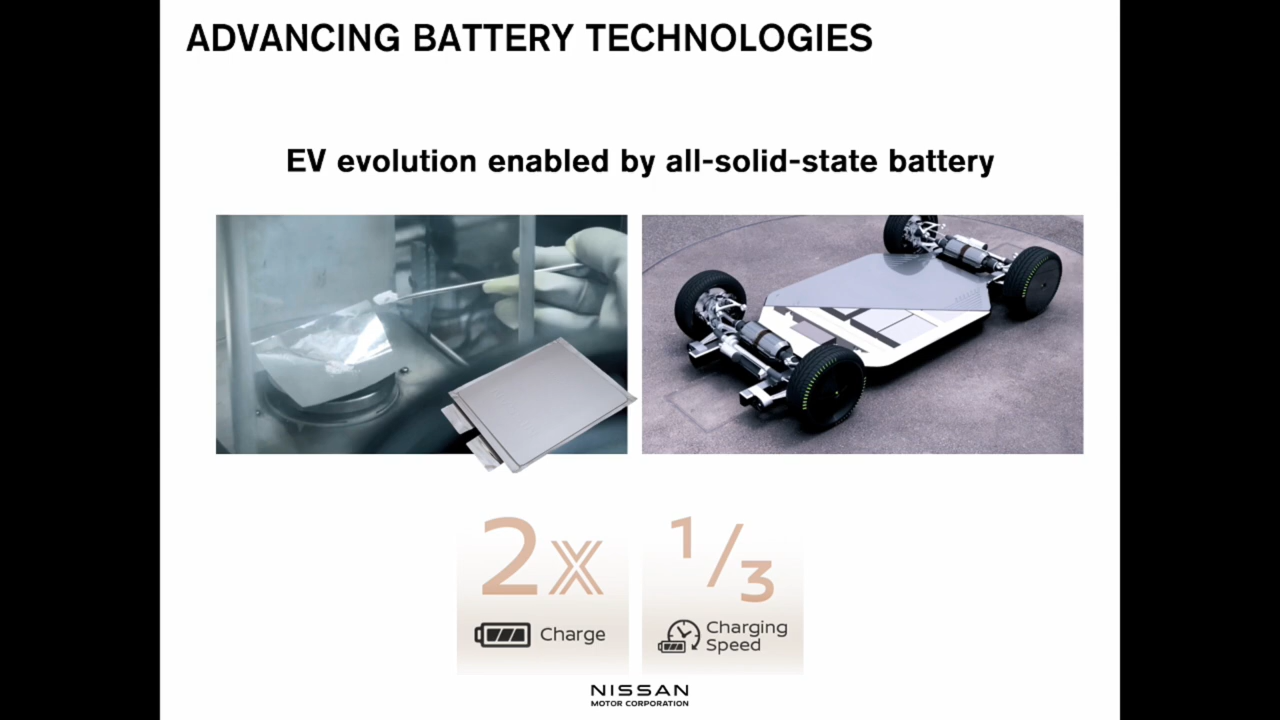 ADVANCING BATTERY TECHNOLOGIES
EV evolution enabled by all-solid-state battery
2x
Charge
1/3
Charging
Speed
NISSAN
MOTOR CORPORATION